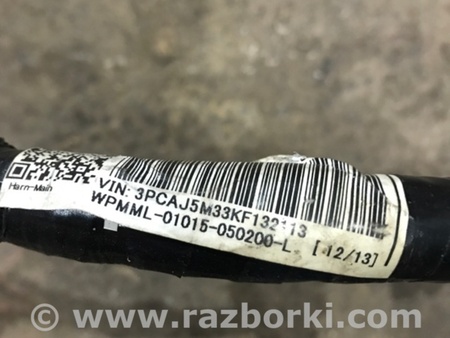 Harn-Main
VIN: 3PCAJ5M33KF132113
WPMML-01015-050200-L [12/13]
© www.razborki.com